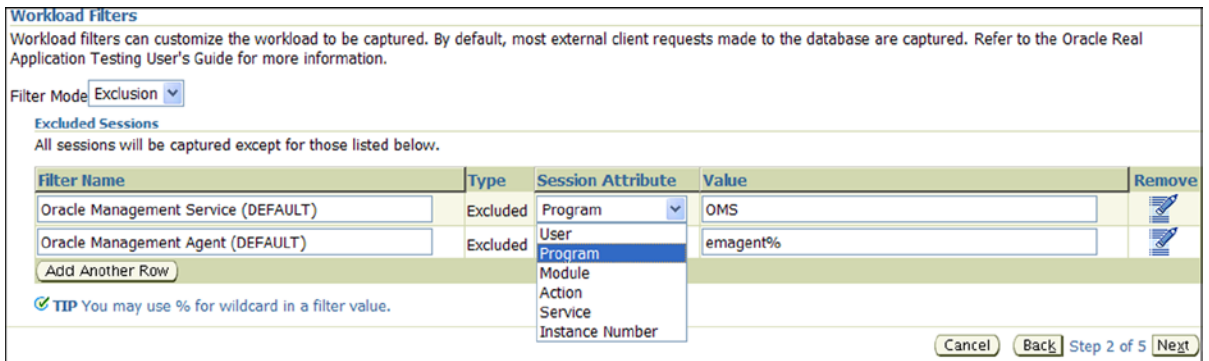 Workload Filters
Workload filters can customize the workload to be captured. By default, most external client requests made to the database are captured. Refer to the Oracle Real
Application Testing User's Guide for more information.
Filter Mode Exclusion
Excluded Sessions
All sessions will be captured except for those listed below.
Filter Name Type Session Attribute Value Remove
Oracle Management Service (DEFAULT) Excluded Program OMS
Oracle Management Agent (DEFAULT) Excluded emagent%
User
Program
Module
Action
Service
Instance Number
Add Another Row
TIP You may use % for wildcard in a filter value.
Cancel Back Step 2 of 5 Next